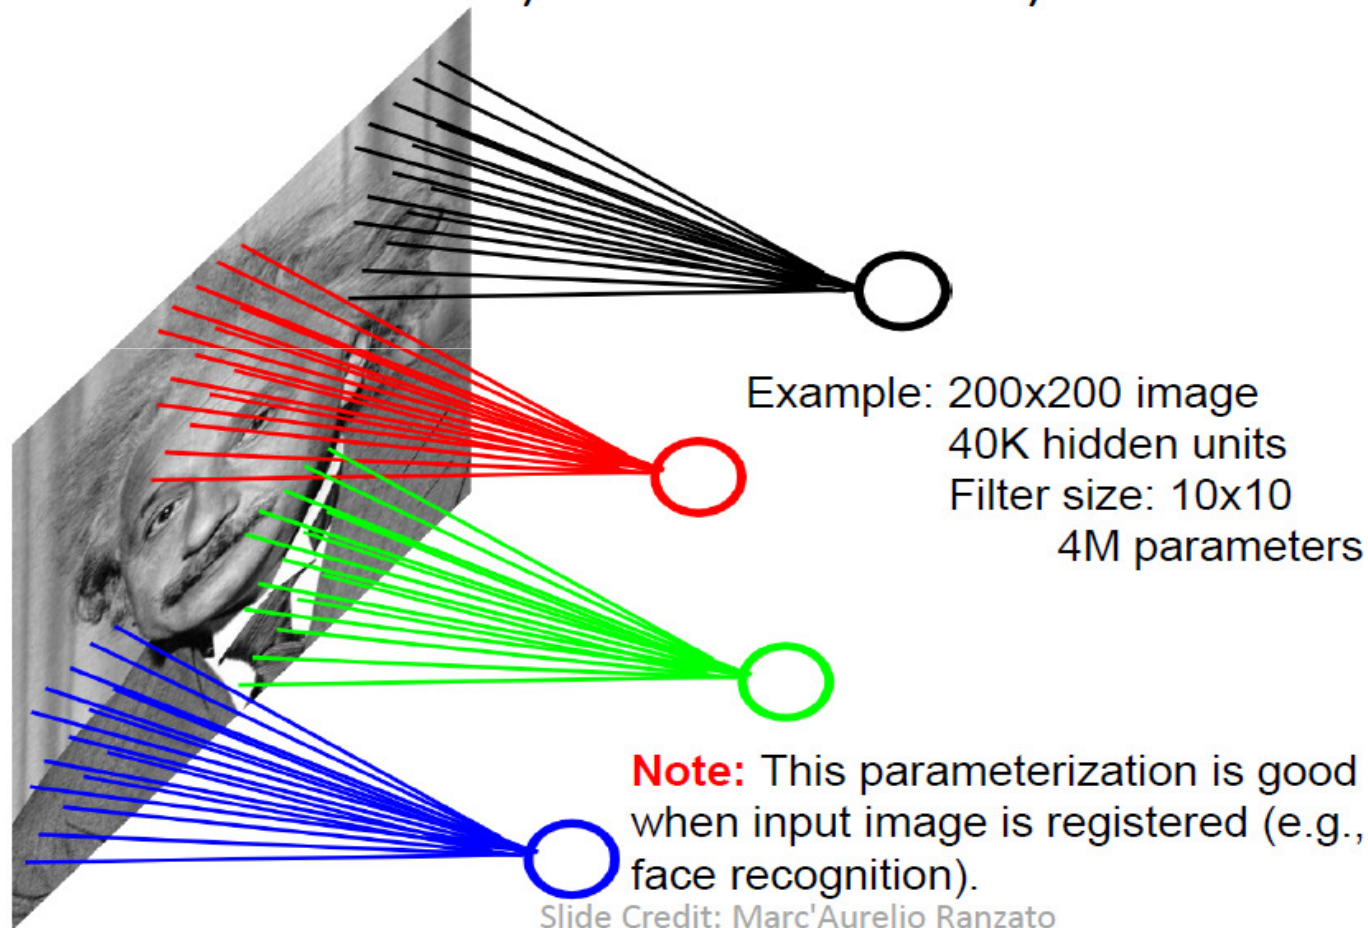 Example: 200x200 image
40K hidden units
Filter size: 10x10
4M parameters
Note: This parameterization is good
when input image is registered (e.g.,
face recognition).
Slide Credit: Marc'Aurelio Ranzato